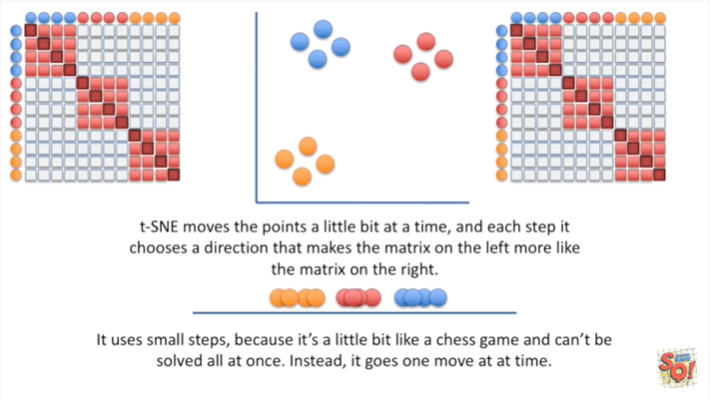 t-SNE moves the points a little bit at a time, and each step it
chooses a direction that makes the matrix on the left more like
the matrix on the right.
It uses small steps, because it’s a little bit like a chess game and can’t be
solved all at once. Instead, it goes one move at at time.